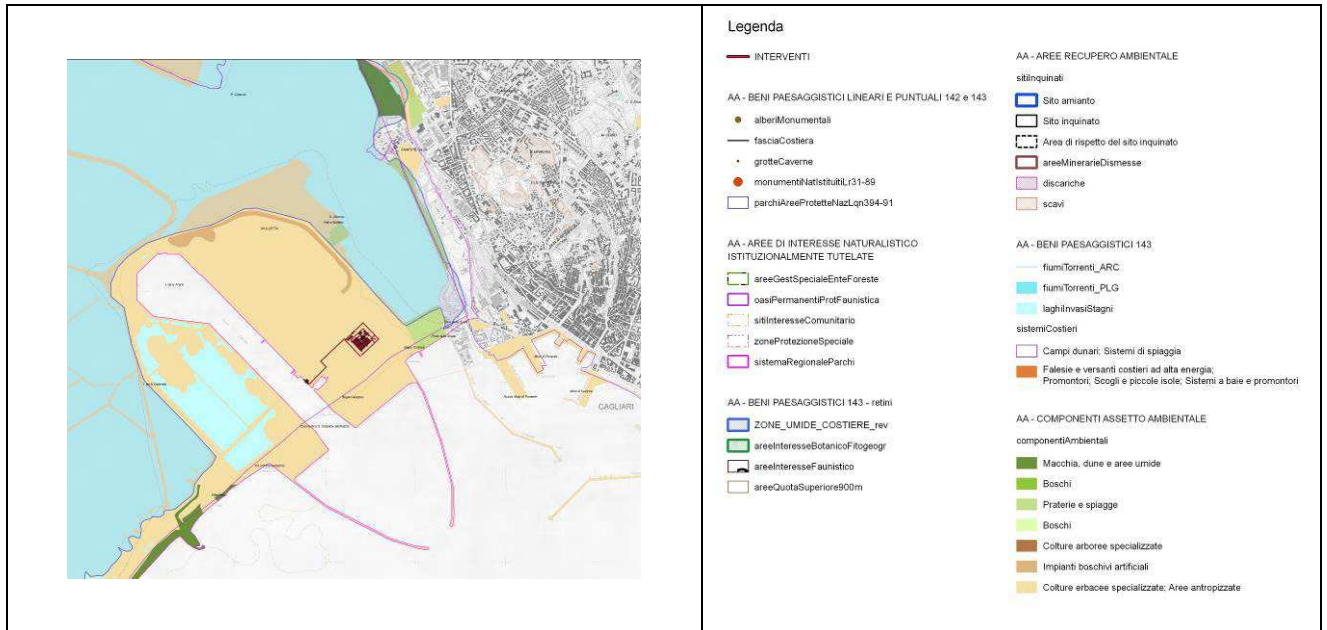 CAGLIARI
Legenda
INTERVENTI
AA - BENI PAESAGGISTICI LINEARI E PUNTUALI 142 e 143
alberiMonumentali
fasciaCostiera
grotteCaverne
monumentiNatIstituitiLr31-89
parchiAreeProtetteNazLqn394-91
AA - AREE DI INTERESSE NATURALISTICO
ISTITUZIONALMENTE TUTELATE
areeGestSpecialeEnteForeste
oasiPermanentiProtFaunistica
sitiInteresseComunitario
zoneProtezioneSpeciale
sistemaRegionaleParchi
AA - BENI PAESAGGISTICI 143 - retini
ZONE_UMIDE_COSTIERE_rev
areeInteresseBotanicoFitogeogr
areeInteresseFaunistico
areeQuotaSuperiore900m
AA - AREE RECUPERO AMBIENTALE
sitiInquinati
Sito amianto
Sito inquinato
Area di rispetto del sito inquinato
areeMinerarieDismesse
discariche
scavi
AA - BENI PAESAGGISTICI 143
fiumiTorrenti_ARC
fiumiTorrenti_PLG
laghiInvasiStagni
sistemiCostieri
Campi dunari; Sistemi di spiaggia
Falesie e versanti costieri ad alta energia;
Promontori; Scogli e piccole isole; Sistemi a baie e promontori
AA - COMPONENTI ASSETTO AMBIENTALE
componentiAmbientali
Macchia, dune e aree umide
Boschi
Praterie e spiagge
Boschi
Colture arboree specializzate
Impianti boschivi artificiali
Colture erbacee specializzate; Aree antropizzate